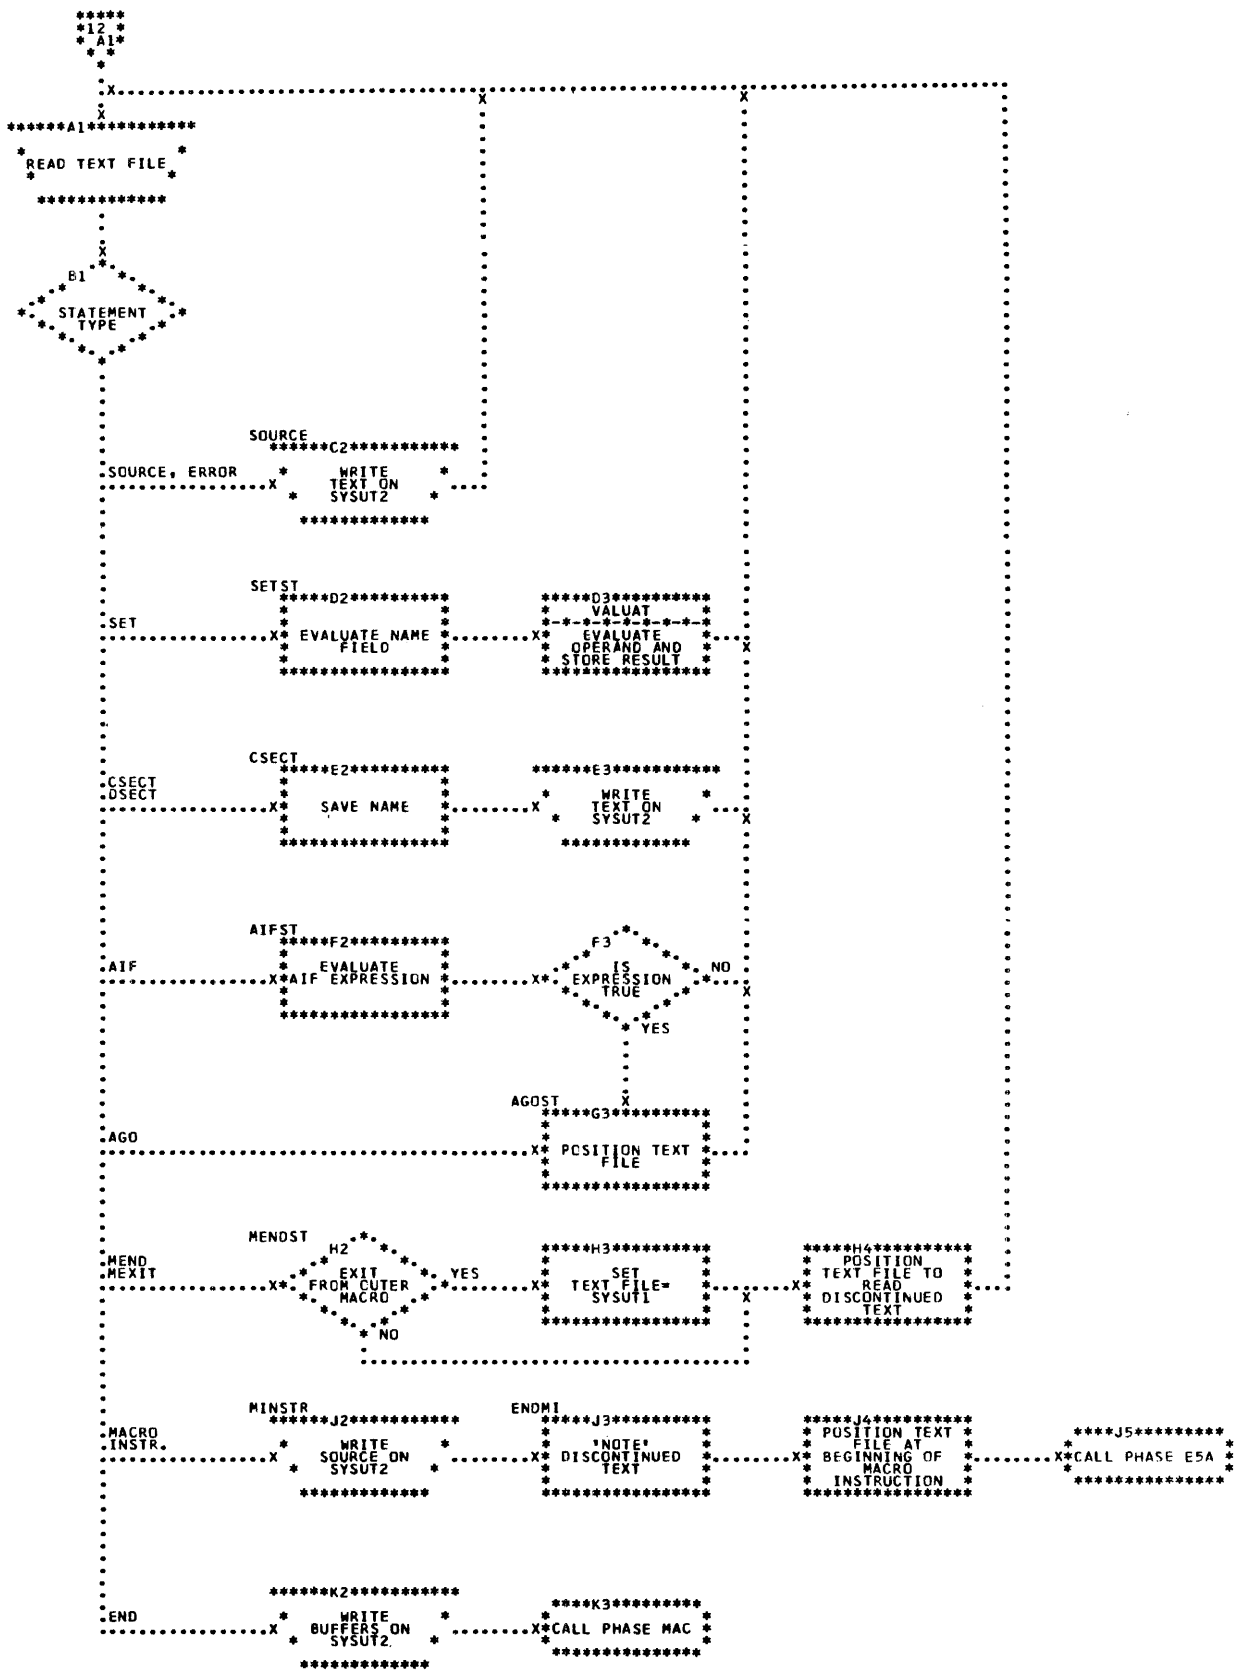 12
A1
A1
READ TEXT FILE
B1
STATEMENT
TYPE
SOURCE
C2
SOURCE, ERROR
WRITE
TEXT ON
SYSUT2
SETST
D2
SET
EVALUATE NAME
FIELD
D3
VALUAT
EVALUATE
OPERAND AND
STORE RESULT
CSECT
E2
CSECT
DSECT
SAVE NAME
E3
WRITE
TEXT ON
SYSUT2
AIFST
F2
AIF
EVALUATE
AIF EXPRESSION
F3
IS
EXPRESSION
TRUE
NO
YES
AGOST
G3
AGO
POSITION TEXT
FILE
MENDST
H2
MEND
MEXIT
EXIT
FROM OUTER
MACRO
YES
NO
H3
SET
TEXT FILE=
SYSUT1
H4
POSITION
TEXT FILE TO
READ
DISCONTINUED
TEXT
MINSTR
J2
MACRO
INSTR.
WRITE
SOURCE ON
SYSUT2
ENDMI
J3
'NOTE'
DISCONTINUED
TEXT
J4
POSITION TEXT
FILE AT
BEGINNING OF
MACRO
INSTRUCTION
J5
CALL PHASE E5A
K2
END
WRITE
BUFFERS ON
SYSUT2
K3
CALL PHASE MAC